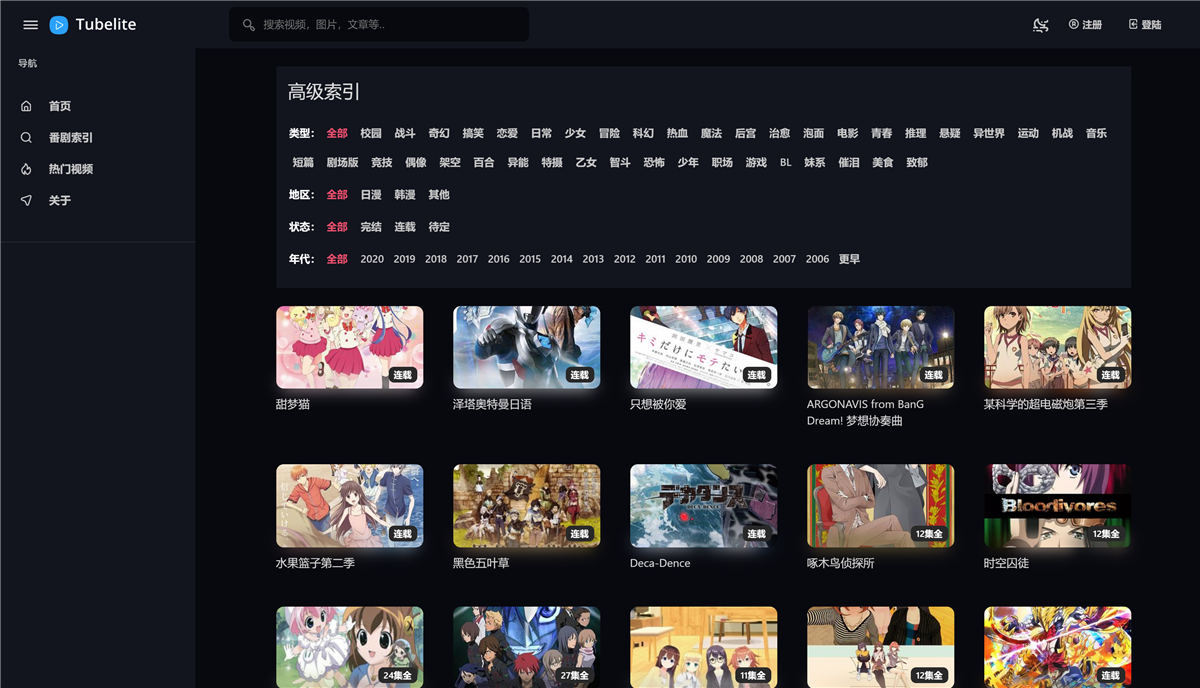 Tubelite
搜索视频，图片，文章等..
注册
登陆
导航
首页
番剧索引
热门视频
关于
高级索引
类型： 全部 校园 战斗 奇幻 搞笑 恋爱 日常 少女 冒险 科幻 热血 魔法 后宫 治愈 泡面 电影 青春 推理 悬疑 异世界 运动 机战 音乐
短篇 剧场版 竞技 偶像 架空 百合 异能 特摄 乙女 智斗 恐怖 少年 职场 游戏 BL 妹系 催泪 美食 致郁
地区： 全部 日漫 韩漫 其他
状态： 全部 完结 连载 待定
年代： 全部 2020 2019 2018 2017 2016 2015 2014 2013 2012 2011 2010 2009 2008 2007 2006 更早
连载
连载
キミだけにモテたい
连载
连载
连载
甜梦猫
泽塔奥特曼日语
只想被你爱
ARGONAVIS from BanG
Dream! 梦想协奏曲
某科学的超电磁炮第三季
连载
连载
デカダンス
连载
12集全
Bloodivores
12集全
水果篮子第二季
黑色五叶草
Deca-Dence
啄木鸟侦探所
时空囚徒
24集全
27集全
11集全
12集全
连载